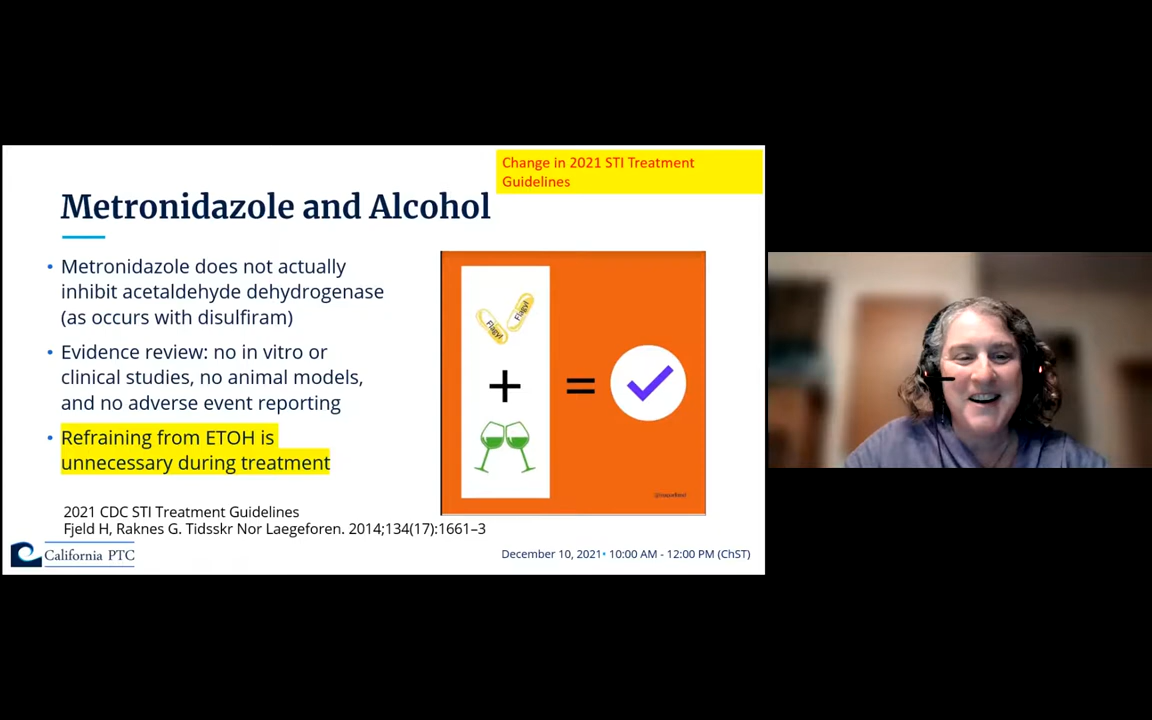 Change in 2021 STI Treatment
Guidelines
Metronidazole and Alcohol
• Metronidazole does not actually
inhibit acetaldehyde dehydrogenase
(as occurs with disulfiram)
• Evidence review: no in vitro or
clinical studies, no animal models,
and no adverse event reporting
• Refraining from ETOH is
unnecessary during treatment
Flagyl
Flagyl
+
=
2021 CDC STI Treatment Guidelines
Fjeld H, Raknes G. Tidsskr Nor Laegeforen. 2014;134(17):1661–3
California PTC
December 10, 2021• 10:00 AM - 12:00 PM (ChST)